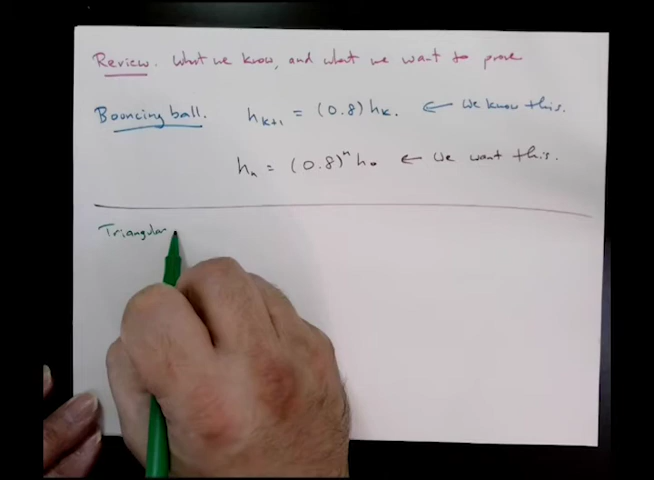 Review. What we know, and what we want to prove
Bouncing ball. hₖ₊₁ = (0.8) hₖ. ← We know this.
hₙ = (0.8)ⁿ h₀ ← We want this.
Triangular